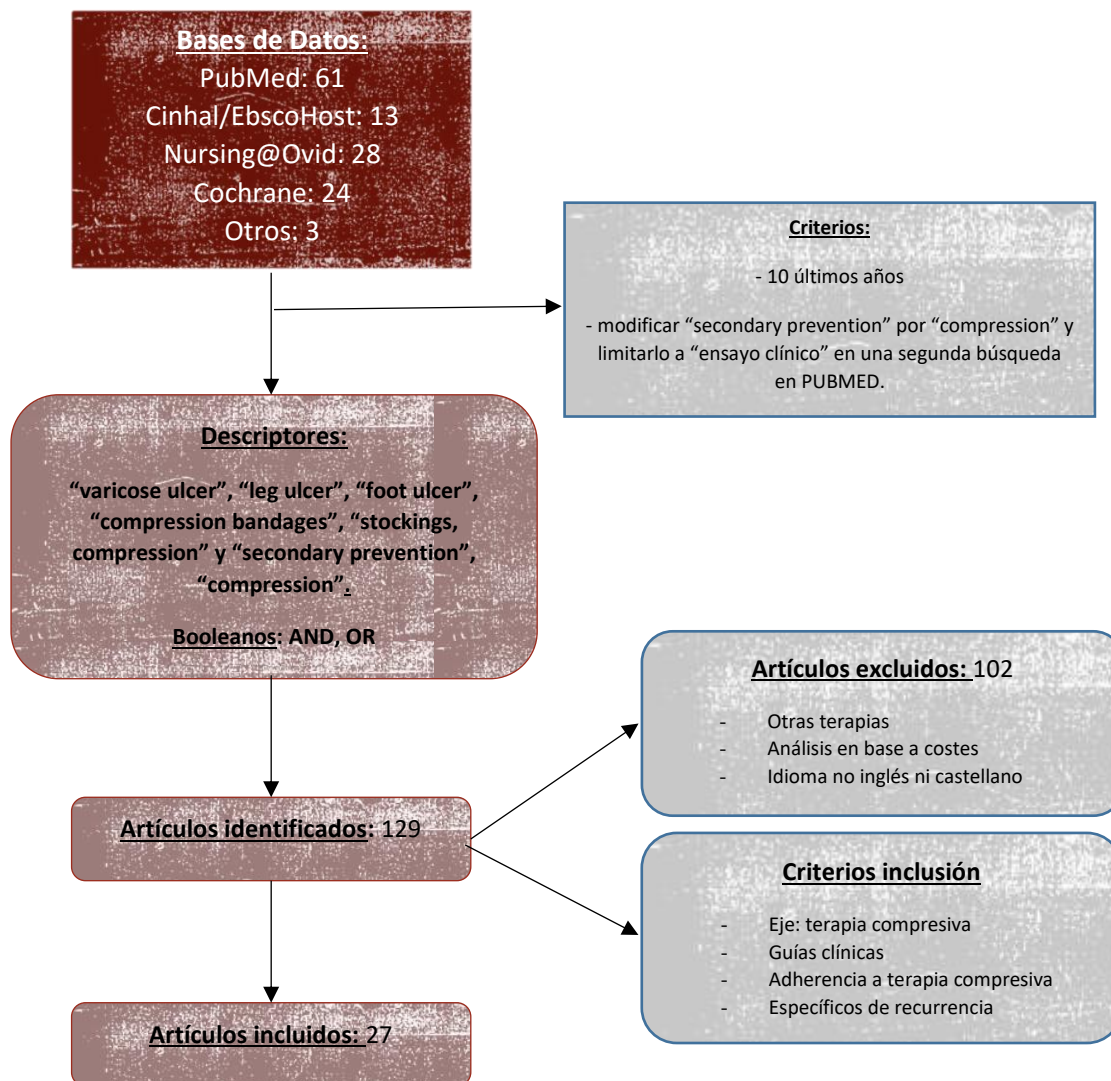 Bases de Datos:
PubMed: 61
Cinhal/EbscoHost: 13
Nursing@Ovid: 28
Cochrane: 24
Otros: 3
Criterios:
- 10 últimos años
- modificar “secondary prevention” por “compression” y
limitarlo a “ensayo clínico” en una segunda búsqueda
en PUBMED.
Descriptores:
“varicose ulcer”, “leg ulcer”, “foot ulcer”,
“compression bandages”, “stockings,
compression” y “secondary prevention”,
“compression”.
Booleanos: AND, OR
Artículos excluidos: 102
- Otras terapias
- Análisis en base a costes
- Idioma no inglés ni castellano
Artículos identificados: 129
Criterios inclusión
- Eje: terapia compresiva
- Guías clínicas
- Adherencia a terapia compresiva
- Específicos de recurrencia
Artículos incluidos: 27